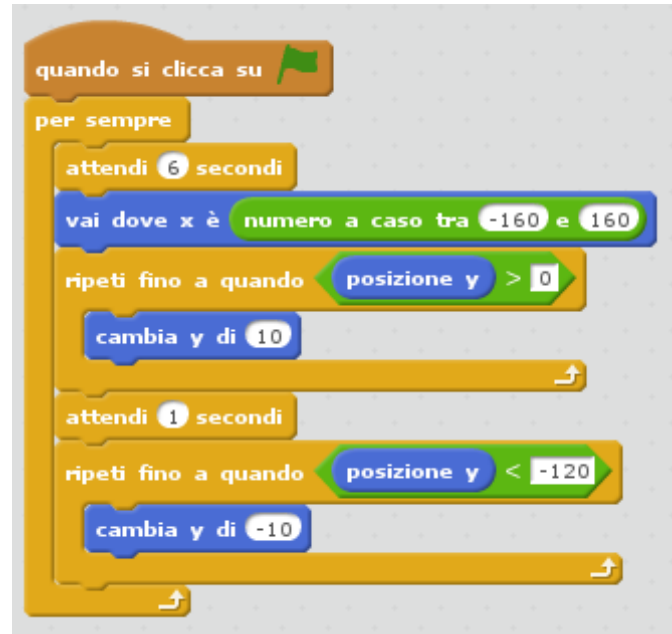 quando si clicca su
per sempre
attendi 6 secondi
vai dove x è numero a caso tra -160 e 160
ripeti fino a quando posizione y > 0
cambia y di 10
attendi 1 secondi
ripeti fino a quando posizione y < -120
cambia y di -10